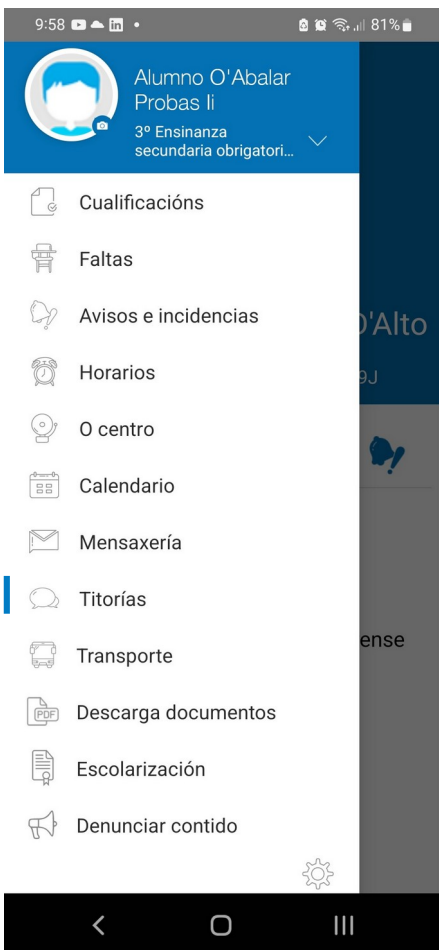 9:58
81%
Alumno O'Abalar
Probas Ii
3º Ensinanza
secundaria obrigatori...
Cualificacións
Faltas
Avisos e incidencias
Horarios
O centro
Calendario
Mensaxería
Titorías
Transporte
PDF
Descarga documentos
Escolarización
Denunciar contido
O'Alto
9J
ense